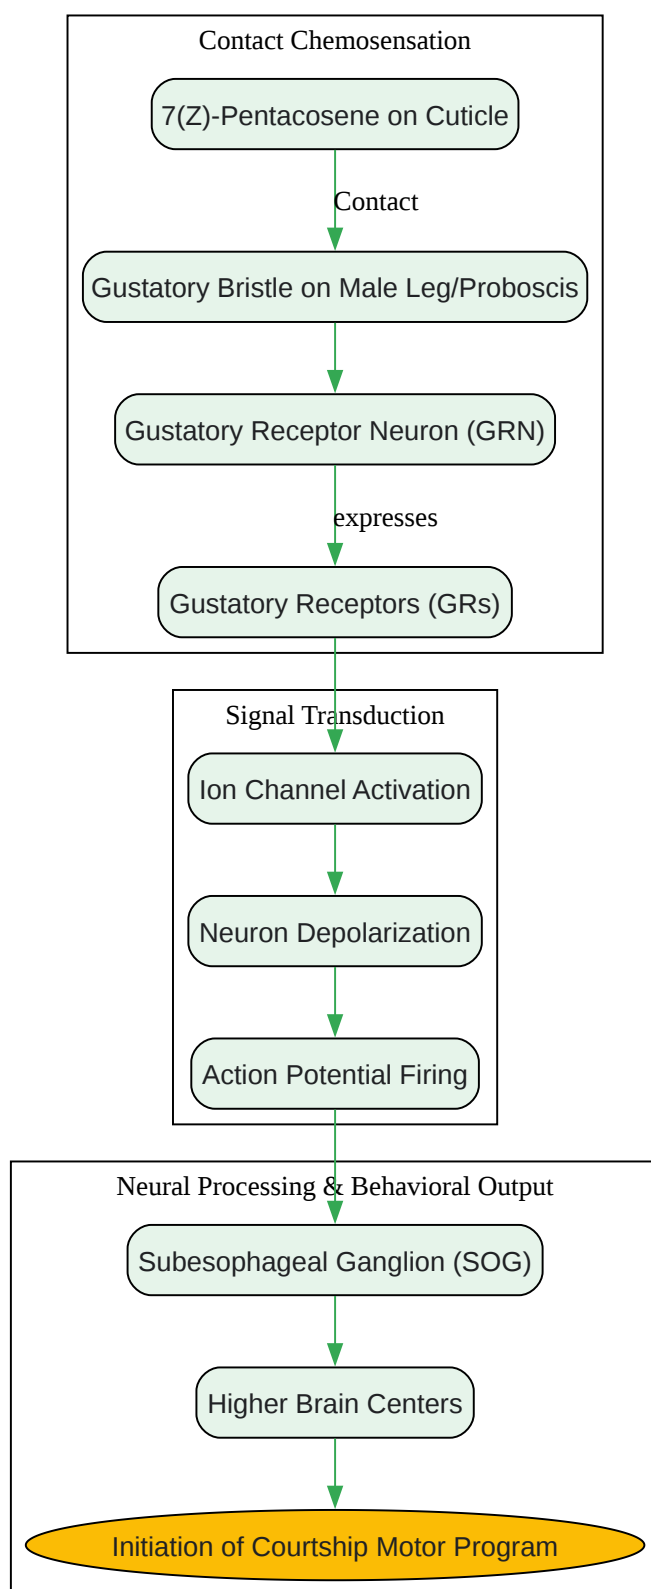 Contact Chemosensation
7(Z)-Pentacosene on Cuticle
Contact
Gustatory Bristle on Male Leg/Proboscis
Gustatory Receptor Neuron (GRN)
expresses
Gustatory Receptors (GRs)
Signal Transduction
Ion Channel Activation
Neuron Depolarization
Action Potential Firing
Neural Processing & Behavioral Output
Subesophageal Ganglion (SOG)
Higher Brain Centers
Initiation of Courtship Motor Program